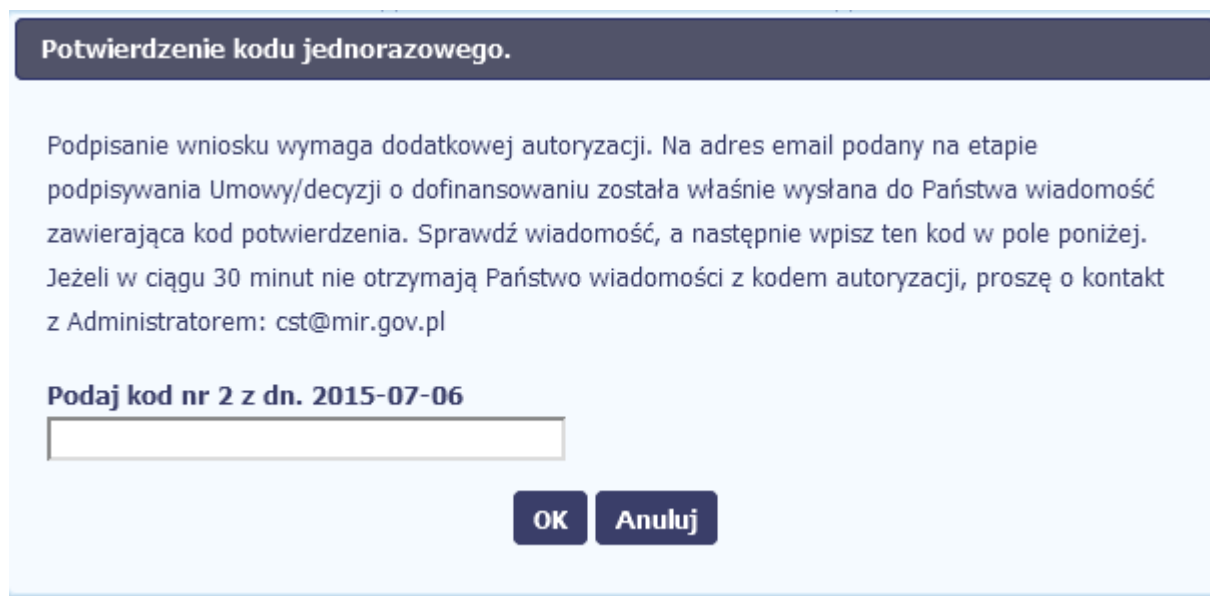 Potwierdzenie kodu jednorazowego.
Podpisanie wniosku wymaga dodatkowej autoryzacji. Na adres email podany na etapie
podpisywania Umowy/decyzji o dofinansowaniu została właśnie wysłana do Państwa wiadomość
zawierająca kod potwierdzenia. Sprawdź wiadomość, a następnie wpisz ten kod w pole poniżej.
Jeżeli w ciągu 30 minut nie otrzymają Państwo wiadomości z kodem autoryzacji, proszę o kontakt
z Administratorem: cst@mir.gov.pl
Podaj kod nr 2 z dn. 2015-07-06
OK Anuluj